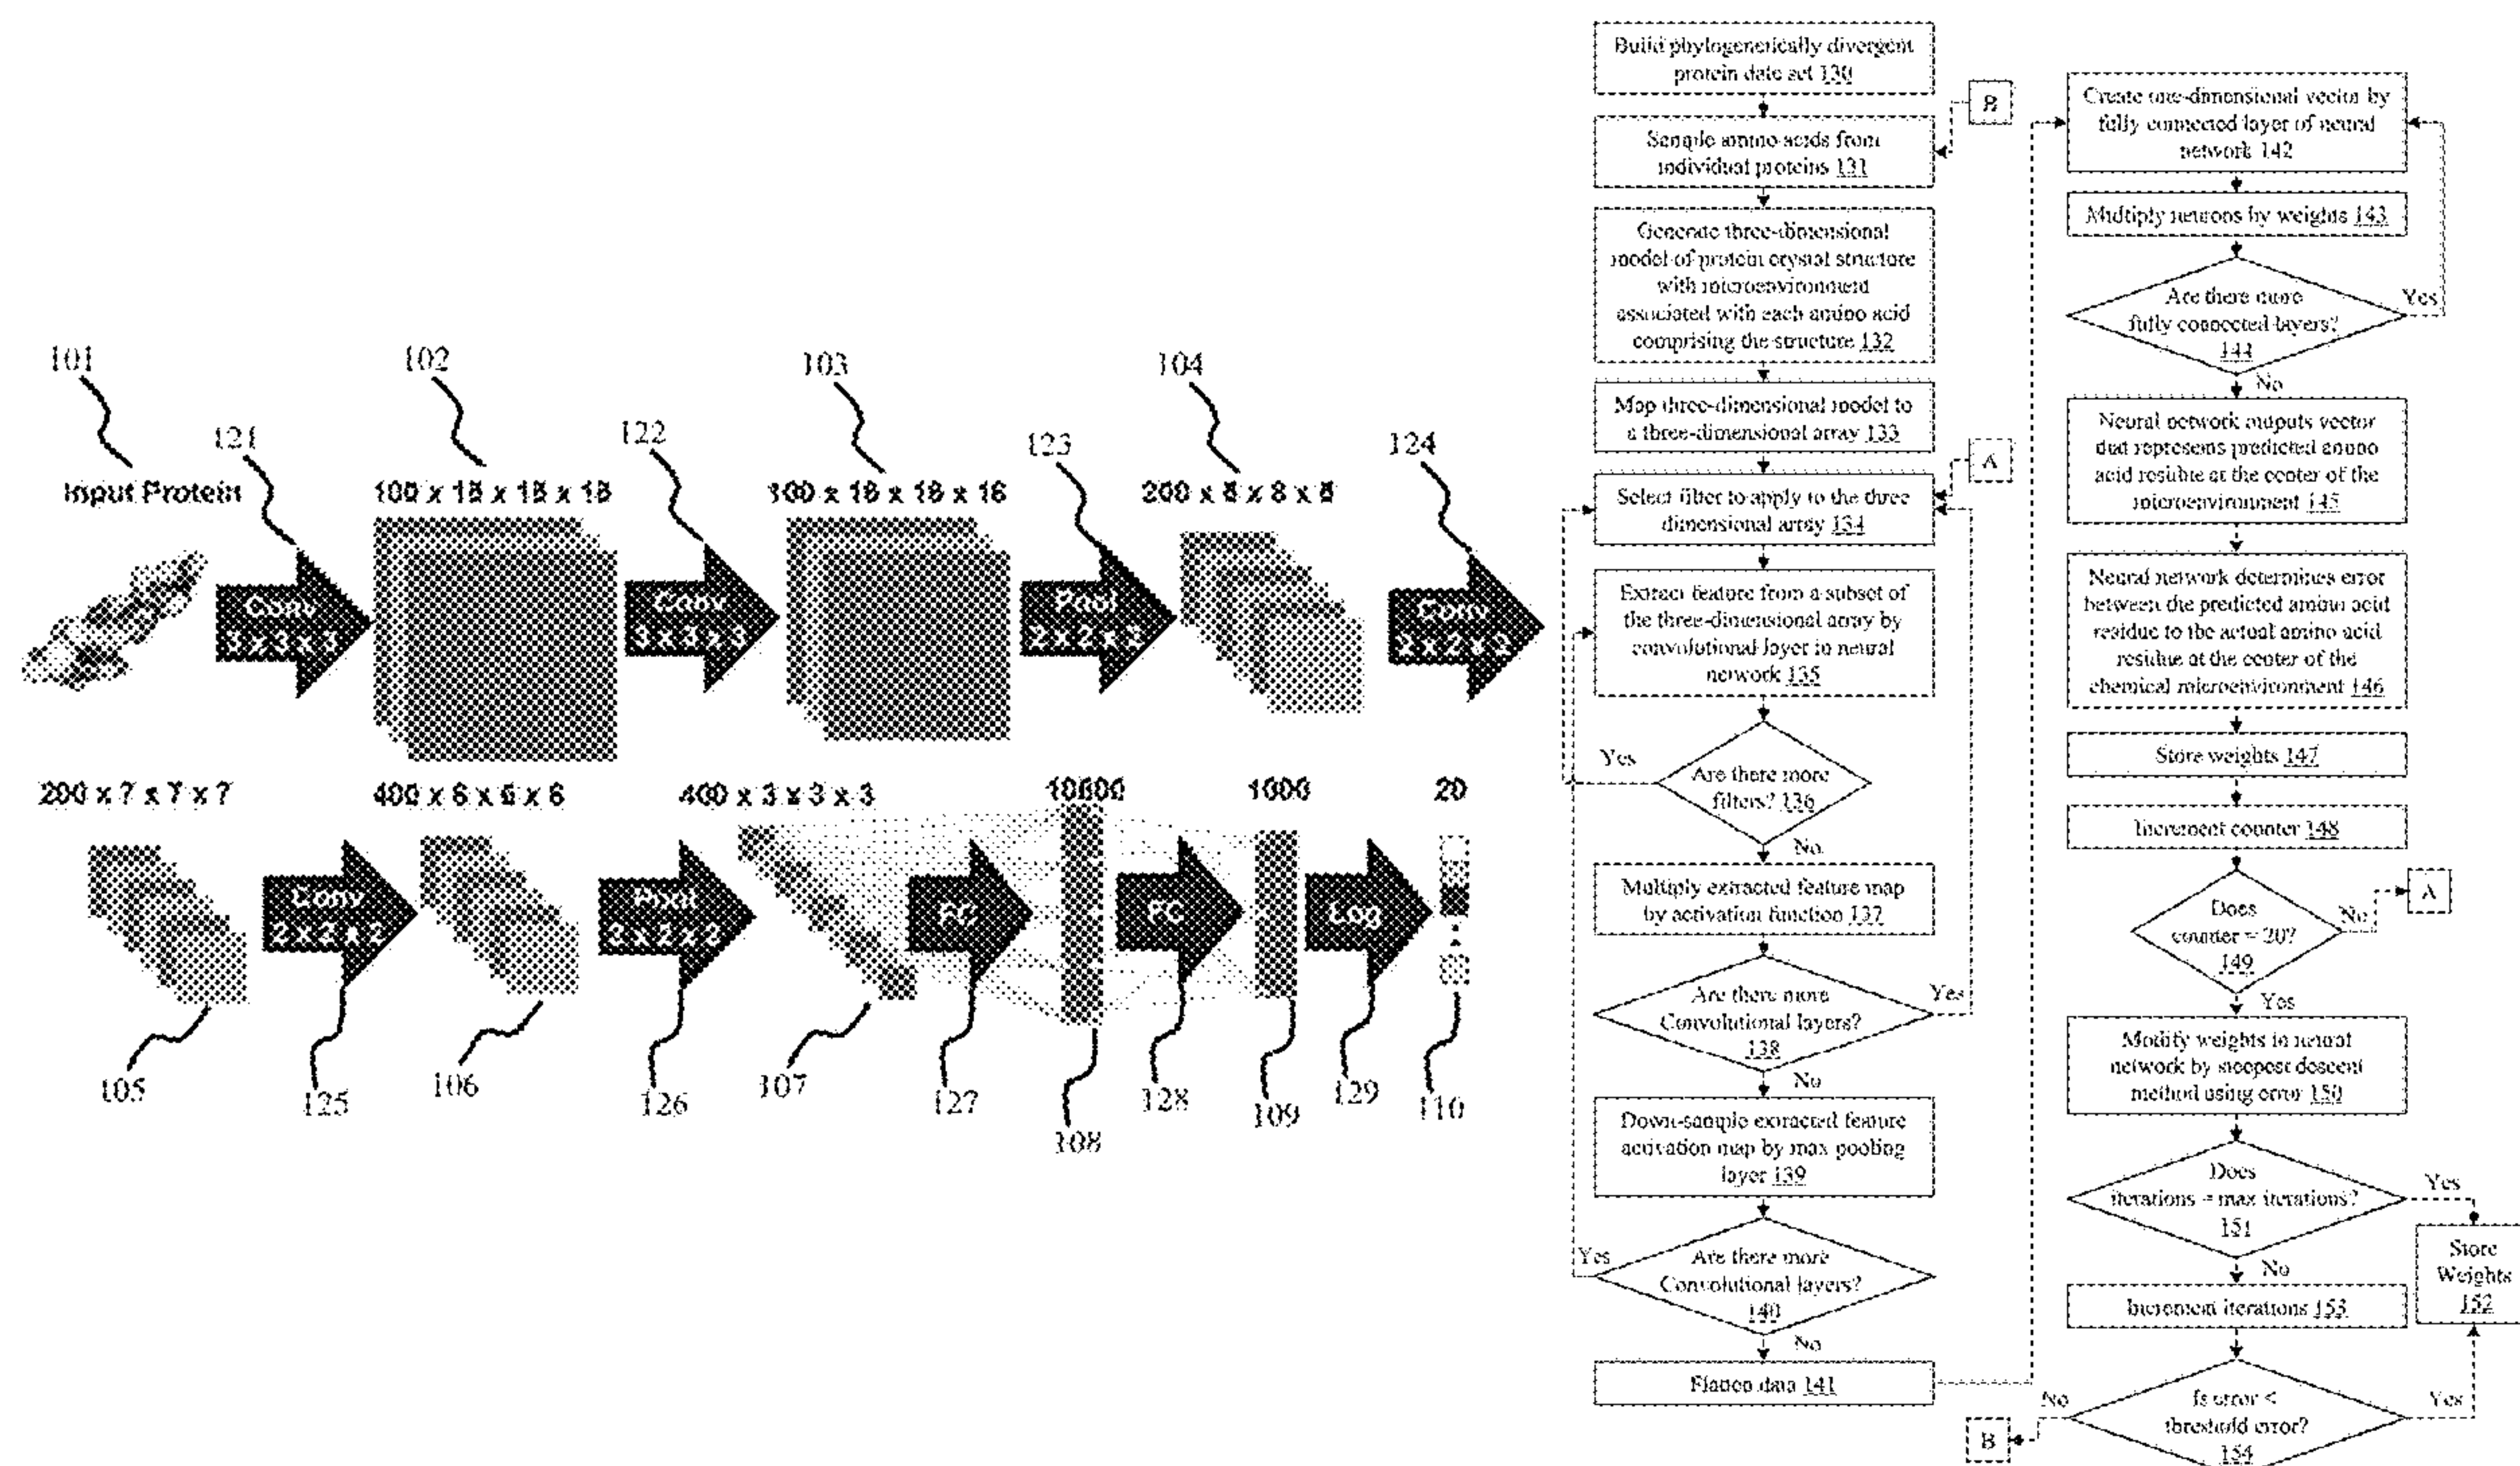 101
102
103
104
121
122
123
124
Input Protein
100 x 18 x 18 x 18
100 x 16 x 16 x 16
200 x 8 x 8 x 8
Conv
3 x 3 x 3
Conv
3 x 3 x 3
Pool
2 x 2 x 2
Conv
2 x 2 x 2
200 x 7 x 7 x 7
400 x 6 x 6 x 6
400 x 3 x 3 x 3
1000
20
Conv
2 x 2 x 2
2 x 2 x 2
FC
FC
Log
105
125
106
126
107
127
108
128
109
129
110
Build phylogenetically divergent
protein date set 130
B
Sample amino acids from
individual proteins 131
Generate three-dimensional
model of protein crystal structure
with microenvironment
associated with each amino acid
comprising the structure 132
Map three-dimensional model to
a three-dimensional array 133
A
Select filter to apply to the three
dimensional array 134
Extract feature from a subset of
the three-dimensional array by
convolutional layer in neural
network 135
Yes
Are there more
filters? 136
No
Multiply extracted feature map
by activation function 137
Are there more
Convolutional layers?
138
Yes
No
Down-sample extracted feature
activation map by max pooling
layer 139
Yes
Are there more
Convolutional layers?
140
No
Flatten data 141
Create one-dimensional vector by
fully connected layer of neural
network 142
Multiply neurons by weights 143
Are there more
fully connected layers?
144
Yes
No
Neural network outputs vector
that represents predicted amino
acid residue at the center of the
microenvironment 145
Neural network determines error
between the predicted amino acid
residue to the actual amino acid
residue at the center of the
chemical microenvironment 146
Store weights 147
Increment counter 148
Does
counter = 20?
149
No
A
Yes
Modify weights in neural
network by steepest descent
method using error 150
Does
iterations = max iterations?
151
Yes
No
Store
Weights
152
Increment iterations 153
Is error <
threshold error?
154
No
Yes
B